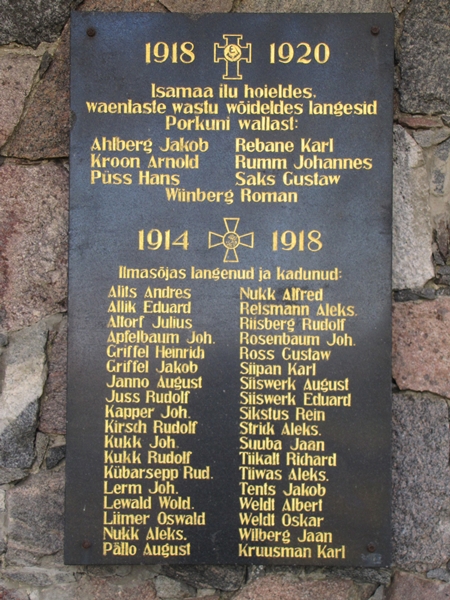 1918 1920
Isamaa ilu hoieldes,
waenlaste wastu wõideldes langesid
Porkuni wallast:
Ahlberg Jakob Rebane Karl
Kroon Arnold Rumm Johannes
Püss Hans Saks Gustaw
Wiinberg Roman
1914 1918
Ilmasõjas langenud ja kadunud:
Alits Andres Nukk Alfred
Allik Eduard Reismann Aleks.
Altorf Julius Riisberg Rudolf
Apfelbaum Joh. Rosenbaum Joh.
Griffel Heinrich Ross Gustaw
Griffel Jakob Siipan Karl
Janno August Siiswerk August
Juss Rudolf Siiswerk Eduard
Kapper Joh. Sikstus Rein
Kirsch Rudolf Strik Aleks.
Kukk Joh. Suuba Jaan
Kukk Rudolf Tiikalt Richard
Kübarsepp Rud. Tiiwas Aleks.
Lerm Joh. Tents Jakob
Lewald Wold. Weldt Albert
Liimer Oswald Weldt Oskar
Nukk Aleks. Wilberg Jaan
Pallo August Kruusman Karl